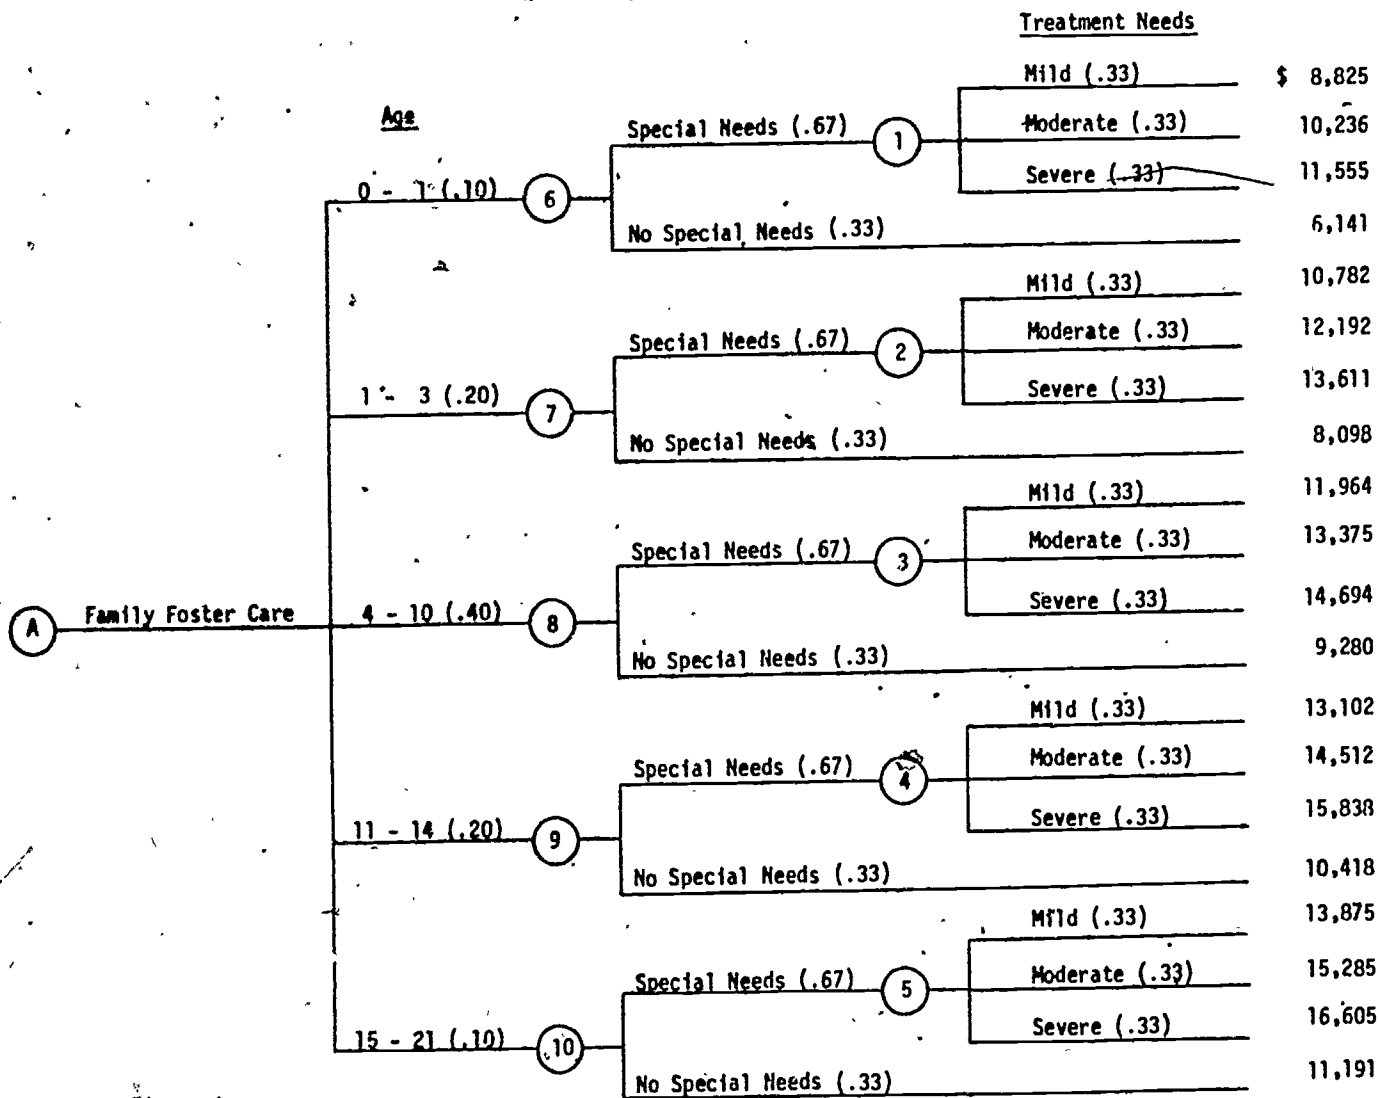 Treatment Needs
Age
Mild (.33) $ 8,825
Special Needs (.67) 1 Moderate (.33) 10,236
Severe (.33) 11,555
0 - 1 (.10) 6
No Special Needs (.33) 6,141
Mild (.33) 10,782
Special Needs (.67) 2 Moderate (.33) 12,192
Severe (.33) 13,611
1 - 3 (.20) 7
No Special Needs (.33) 8,098
Mild (.33) 11,964
Special Needs (.67) 3 Moderate (.33) 13,375
Severe (.33) 14,694
A Family Foster Care 4 - 10 (.40) 8
No Special Needs (.33) 9,280
Mild (.33) 13,102
Special Needs (.67) 4 Moderate (.33) 14,512
Severe (.33) 15,838
11 - 14 (.20) 9
No Special Needs (.33) 10,418
Mild (.33) 13,875
Special Needs (.67) 5 Moderate (.33) 15,285
Severe (.33) 16,605
15 - 21 (.10) 10
No Special Needs (.33) 11,191